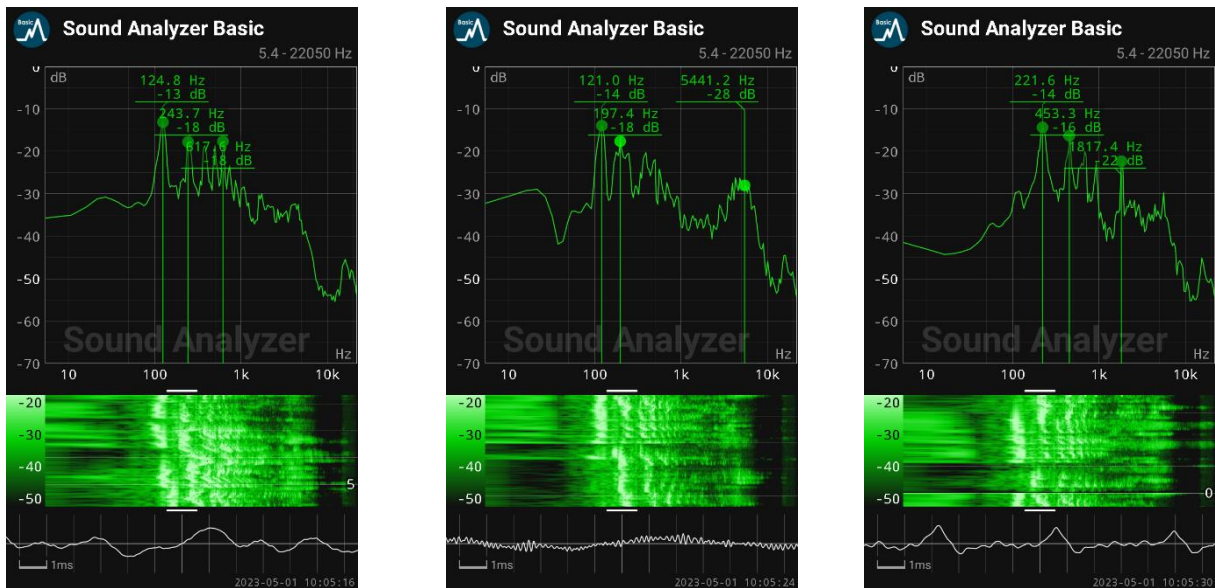 Basic
Sound Analyzer Basic
5.4 - 22050 Hz
0
dB
124.8 Hz
-13 dB
-10
243.7 Hz
-18 dB
617.6 Hz
-18 dB
-20
-30
-40
-50
-60
Sound Analyzer
-70
Hz
10
100
1k
10k
-20
-30
-40
-50
5
1ms
2023-05-01 10:05:16
Basic
Sound Analyzer Basic
5.4 - 22050 Hz
0
dB
121.0 Hz
5441.2 Hz
-14 dB
-28 dB
-10
197.4 Hz
-18 dB
-20
-30
-40
-50
-60
Sound Analyzer
-70
Hz
10
100
1k
10k
-20
-30
-40
-50
1ms
2023-05-01 10:05:24
Basic
Sound Analyzer Basic
5.4 - 22050 Hz
0
dB
221.6 Hz
-14 dB
-10
453.3 Hz
-16 dB
1817.4 Hz
-22 dB
-20
-30
-40
-50
-60
Sound Analyzer
-70
Hz
10
100
1k
10k
-20
-30
-40
-50
0
1ms
2023-05-01 10:05:30